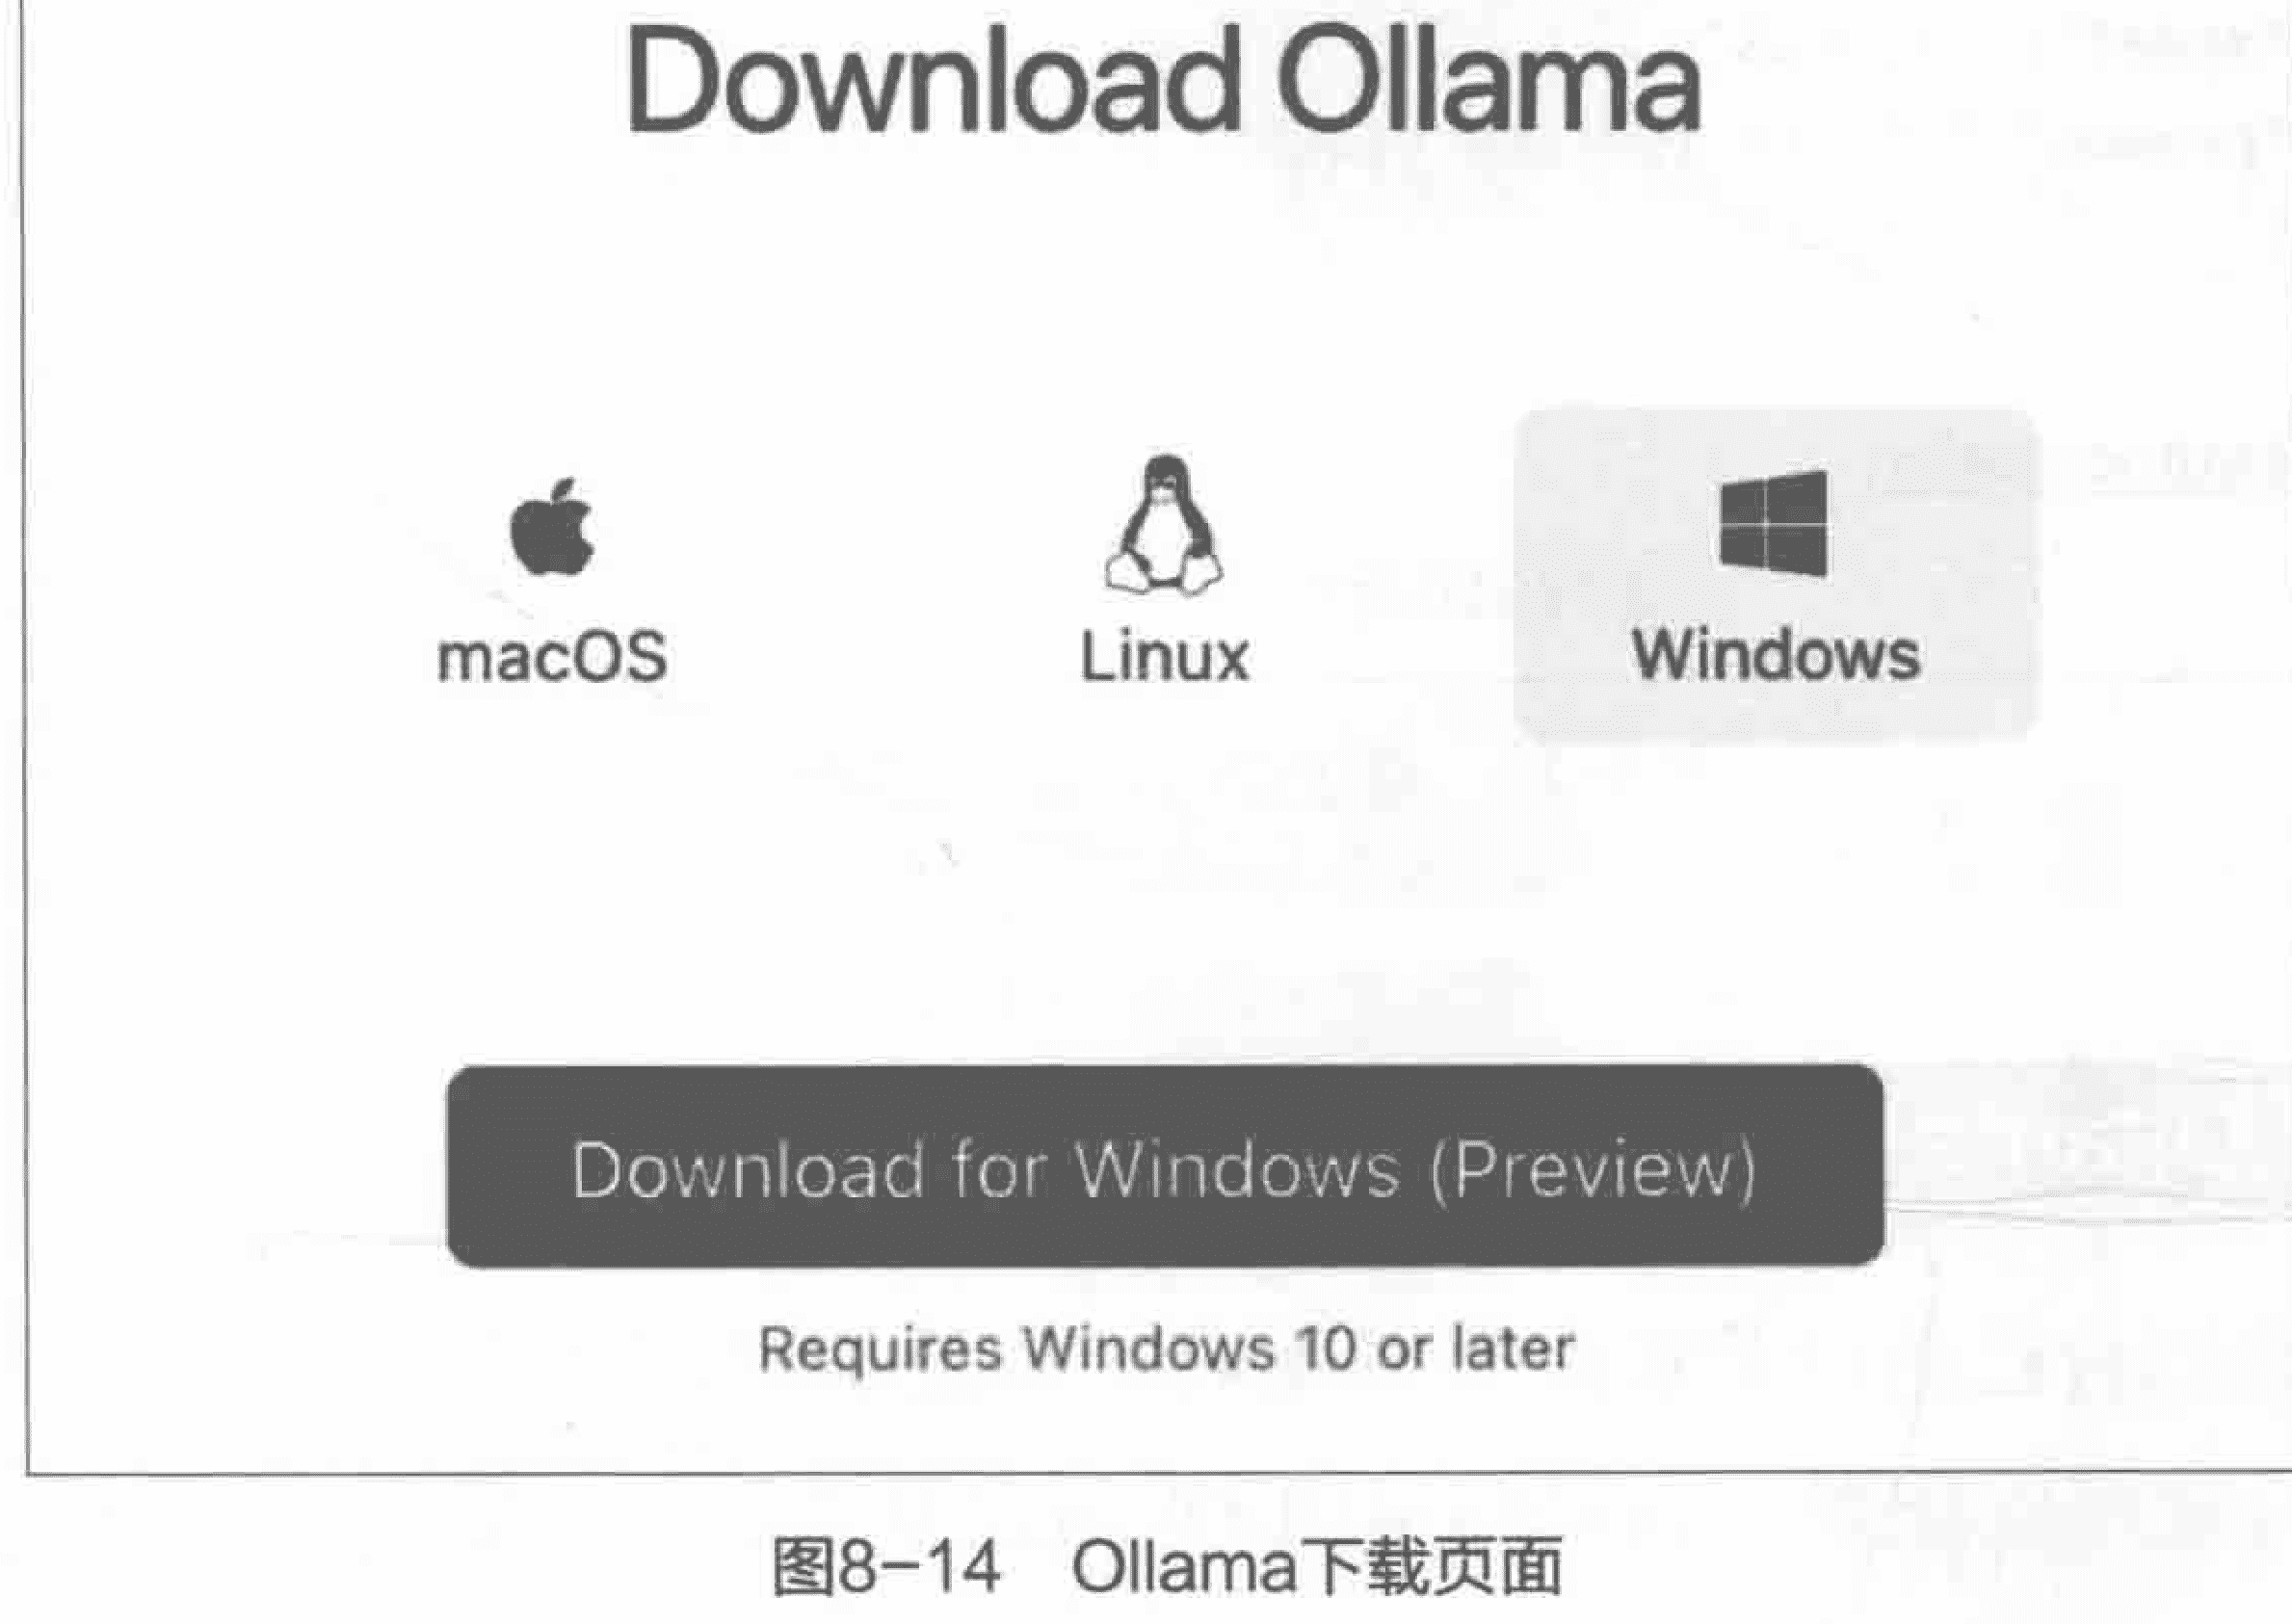 Download Ollama
macOS
Linux
Windows
Download for Windows (Preview)
Requires Windows 10 or later
图8-14 Ollama下载页面